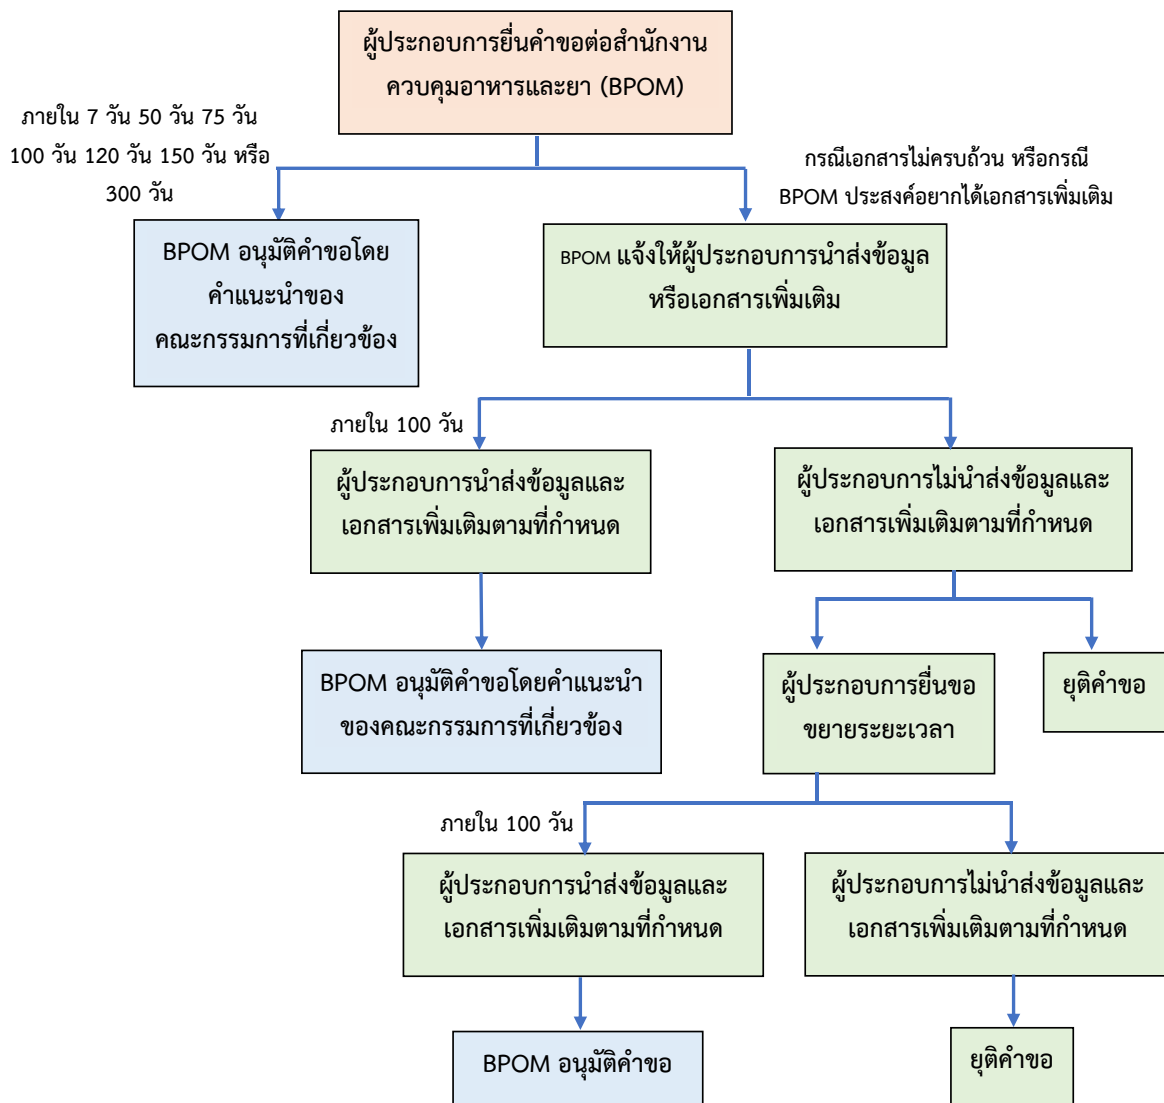 ผู้ประกอบการยื่นคำขอต่อสำนักงาน
ควบคุมอาหารและยา (BPOM)
ภายใน 7 วัน 50 วัน 75 วัน
100 วัน 120 วัน 150 วัน หรือ
300 วัน
กรณีเอกสารไม่ครบถ้วน หรือกรณี
BPOM ประสงค์อยากได้เอกสารเพิ่มเติม
BPOM อนุมัติคำขอโดย
คำแนะนำของ
คณะกรรมการที่เกี่ยวข้อง
BPOM แจ้งให้ผู้ประกอบการนำส่งข้อมูล
หรือเอกสารเพิ่มเติม
ภายใน 100 วัน
ผู้ประกอบการนำส่งข้อมูลและ
เอกสารเพิ่มเติมตามที่กำหนด
ผู้ประกอบการไม่นำส่งข้อมูลและ
เอกสารเพิ่มเติมตามที่กำหนด
BPOM อนุมัติคำขอโดยคำแนะนำ
ของคณะกรรมการที่เกี่ยวข้อง
ผู้ประกอบการยื่นขอ
ขยายระยะเวลา
ยุติคำขอ
ภายใน 100 วัน
ผู้ประกอบการนำส่งข้อมูลและ
เอกสารเพิ่มเติมตามที่กำหนด
ผู้ประกอบการไม่นำส่งข้อมูลและ
เอกสารเพิ่มเติมตามที่กำหนด
BPOM อนุมัติคำขอ
ยุติคำขอ